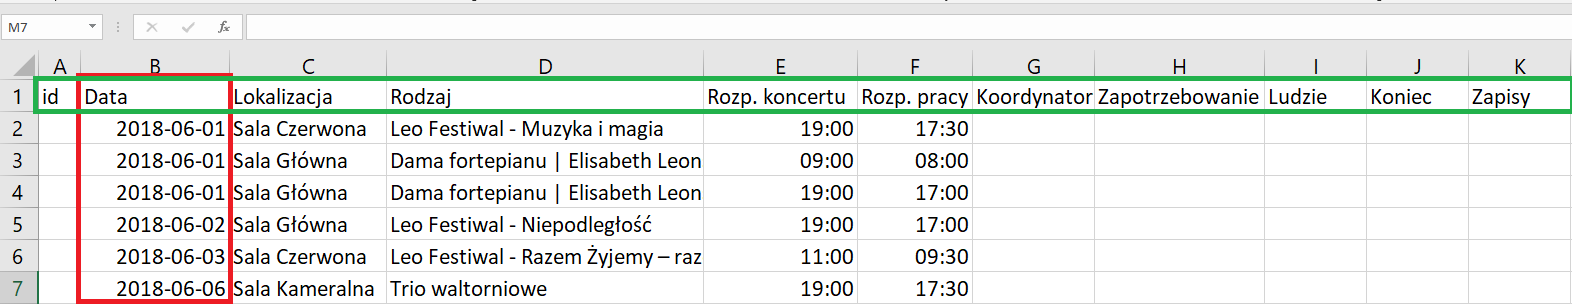 M7 fx
A B C D E F G H I J K
1 id Data Lokalizacja Rodzaj Rozp. koncertu Rozp. pracy Koordynator Zapotrzebowanie Ludzie Koniec Zapisy
2 2018-06-01 Sala Czerwona Leo Festiwal - Muzyka i magia 19:00 17:30
3 2018-06-01 Sala Główna Dama fortepianu | Elisabeth Leon 09:00 08:00
4 2018-06-01 Sala Główna Dama fortepianu | Elisabeth Leon 19:00 17:00
5 2018-06-02 Sala Główna Leo Festiwal - Niepodległość 19:00 17:00
6 2018-06-03 Sala Czerwona Leo Festiwal - Razem Żyjemy – raz 11:00 09:30
7 2018-06-06 Sala Kameralna Trio waltorniowe 19:00 17:30